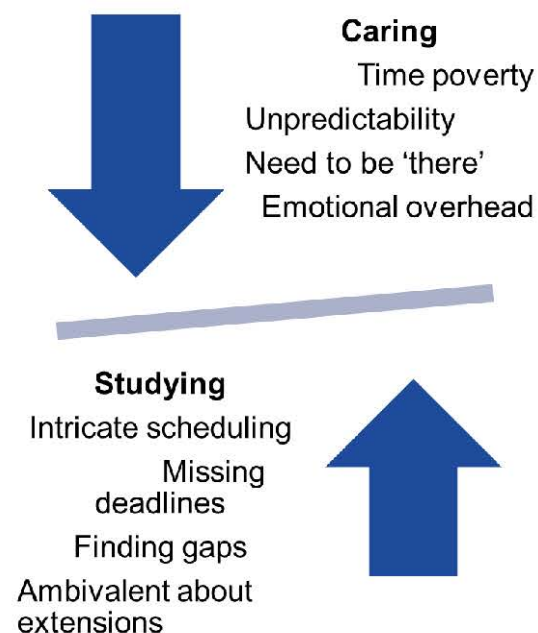 Caring
Time poverty
Unpredictability
Need to be ‘there’
Emotional overhead
Studying
Intricate scheduling
Missing
deadlines
Finding gaps
Ambivalent about
extensions